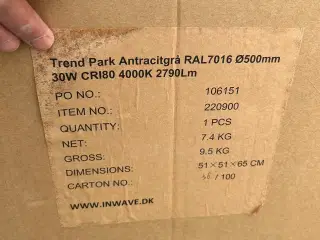 Trend Park Antracitgrå RAL7016 Ø500mm
30W CRI80 4000K 2790Lm
PO NO.: 106151
ITEM NO.: 220900
QUANTITY: 1 PCS
NET: 7.4 KG
GROSS: 9.5 KG
DIMENSIONS: 51×51×65 CM
CARTON NO.: /100
WWW.INWAVE.DK